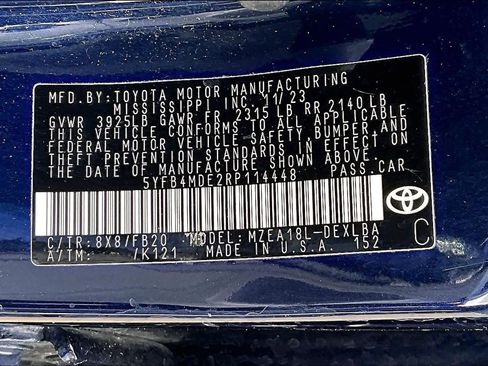 MFD.BY:TOYOTA MOTOR MANUFACTURING
MISSISSIPPI INC. 11/23
GVWR 3925LB GAWR FR 2315 LB RR 2140 LB
THIS VEHICLE CONFORMS TO ALL APPLICABLE
FEDERAL MOTOR VEHICLE SAFETY, BUMPER, AND
THEFT PREVENTION STANDARDS IN EFFECT ON
THE DATE OF MANUFACTURE SHOWN ABOVE.
5YFB4MDE2RP114448 PASS.CAR
C/TR:8X8/FB20 MODEL:MZEA18L-DEXLBA
A/TM: /K121 MADE IN U.S.A. 152
TOYOTA
C